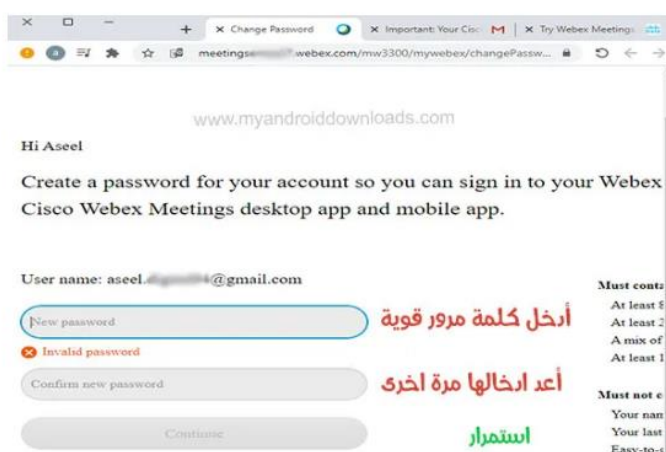 Change Password
Important: Your Cisc
Try Webex Meetings
meetings webex.com/mw3300/mywebex/changePassw...
www.myandroiddownloads.com
Hi Aseel
Create a password for your account so you can sign in to your Webex
Cisco Webex Meetings desktop app and mobile app.
User name: aseel. @gmail.com
New password
أدخل كلمة مرور قوية
Invalid password
Confirm new password
أعد ادخالها مرة اخرى
Continue
استمرار
Must conta
At least
At least 2
A mix of
At least 1
Must not c
Your nam
Your last
Easy-to-